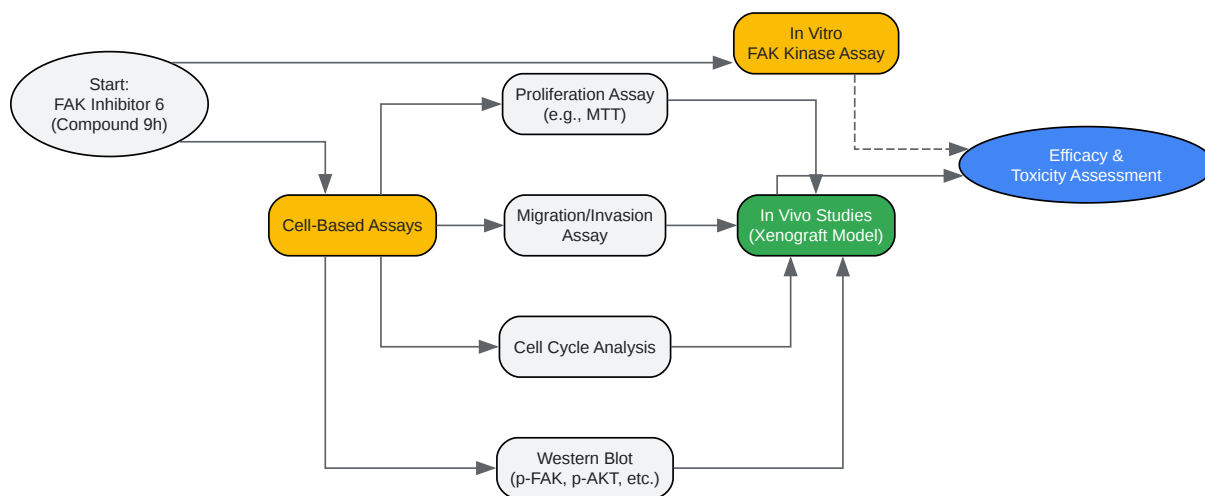 Start:
FAK Inhibitor 6
(Compound 9h)
In Vitro
FAK Kinase Assay
Proliferation Assay
(e.g., MTT)
Efficacy &
Toxicity Assessment
Cell-Based Assays
Migration/Invasion
Assay
In Vivo Studies
(Xenograft Model)
Cell Cycle Analysis
Western Blot
(p-FAK, p-AKT, etc.)